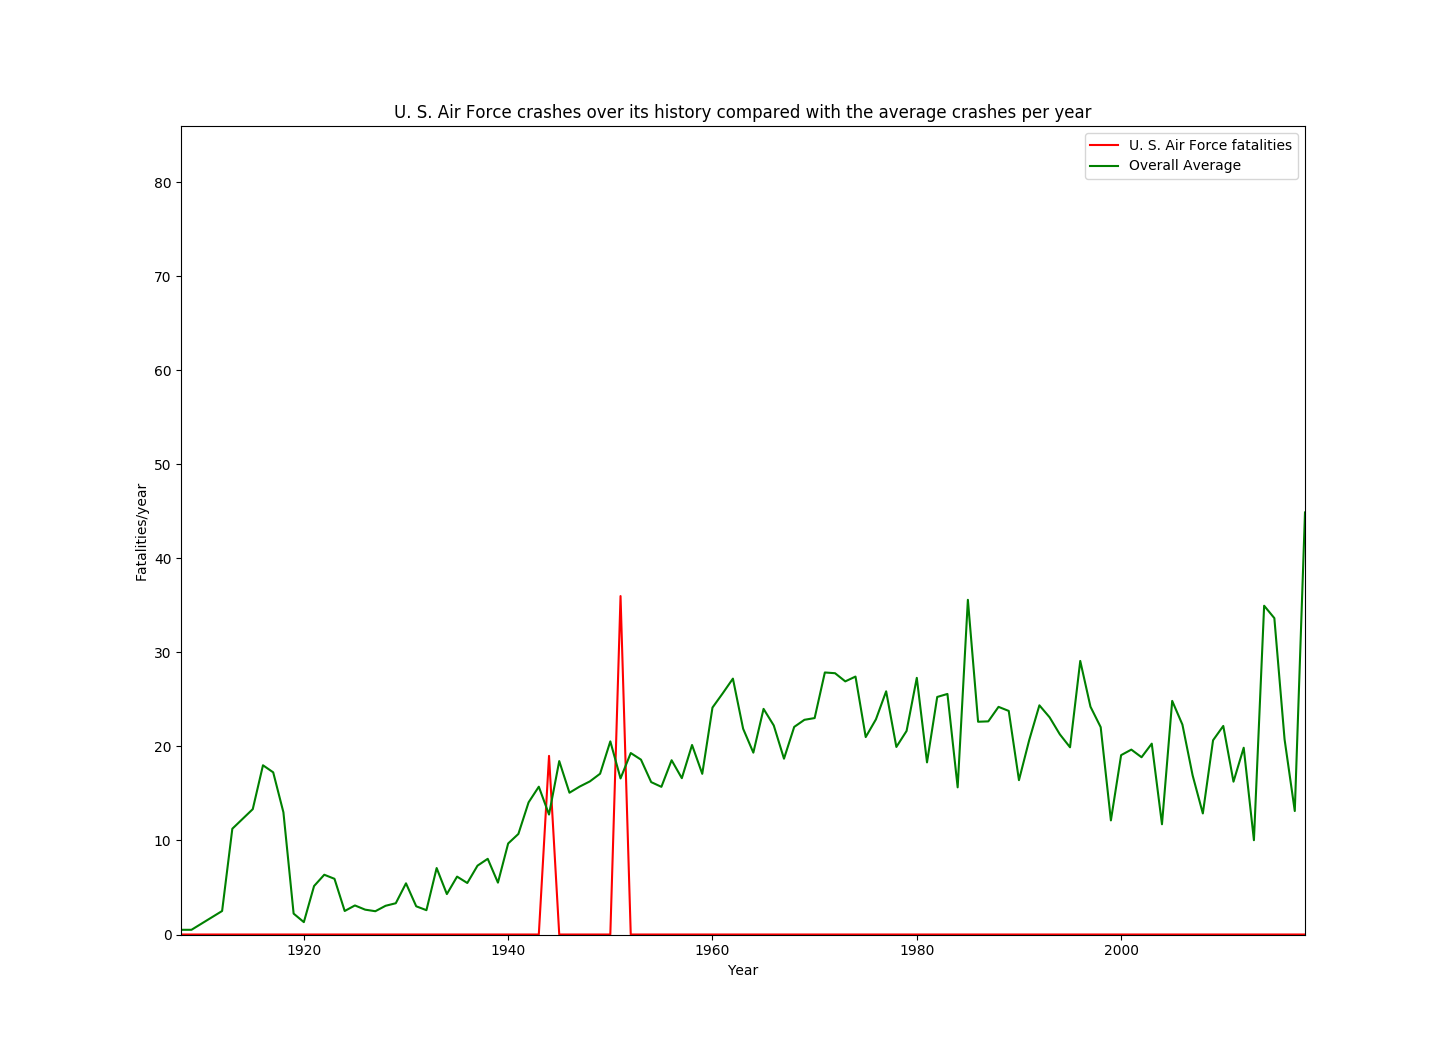 U. S. Air Force crashes over its history compared with the average crashes per year
U. S. Air Force fatalities
Overall Average
80
70
60
50
40
30
20
10
0
Fatalities/year
1920 1940 1960 1980 2000
Year